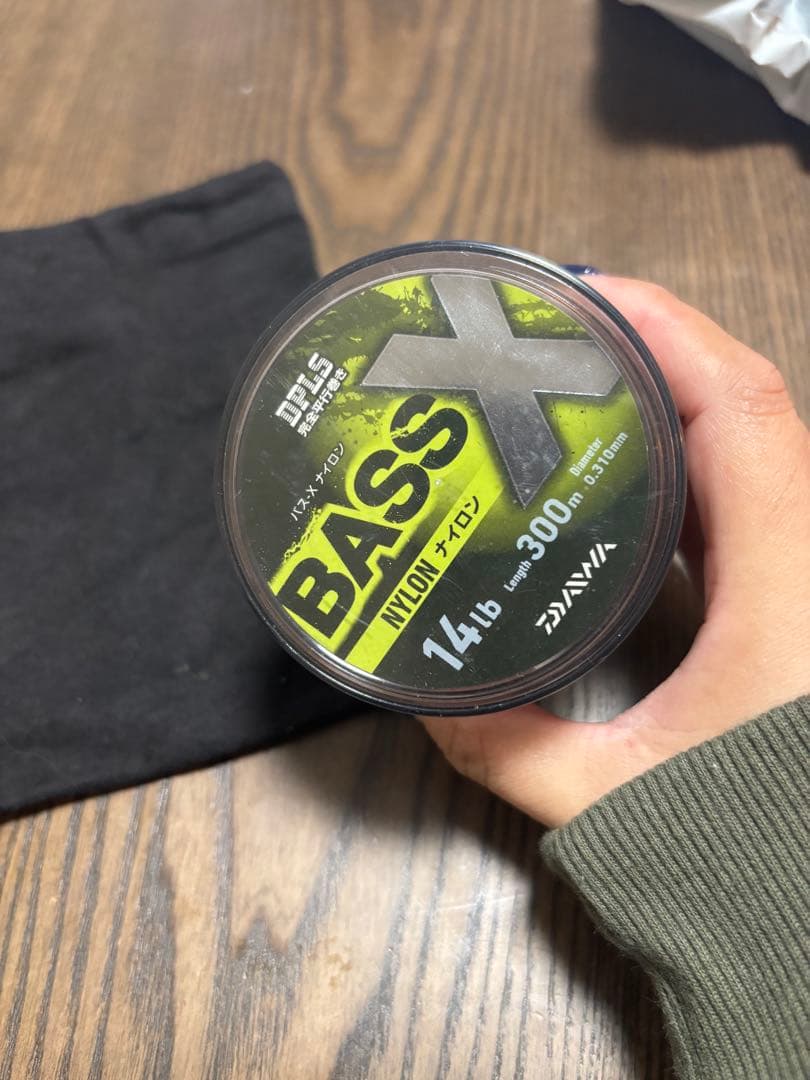 DPLS
完全平行巻き
バス-X ナイロン
BASS X
NYLON ナイロン
14lb
Length 300m
Diameter 0.310mm
DAIWA